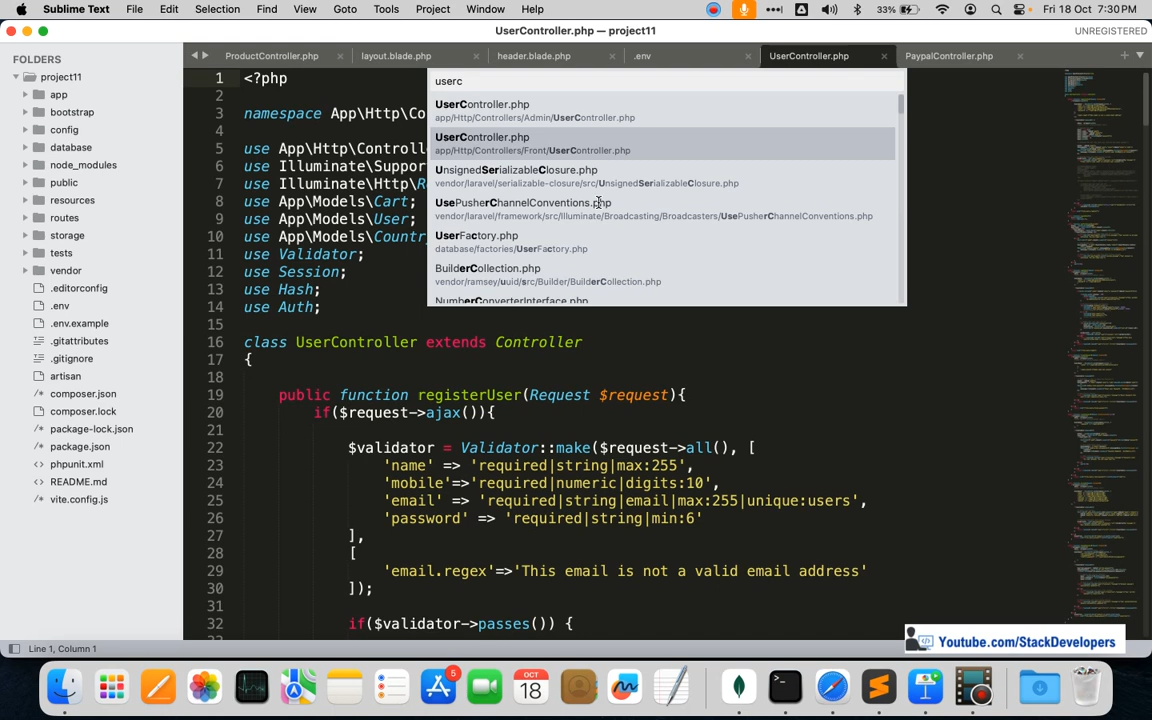 Sublime Text File Edit Selection Find View Goto Tools Project Window Help 33% Fri 18 Oct 7:30PM
UserController.php — project11 UNREGISTERED
FOLDERS
project11
app
bootstrap
config
database
node_modules
public
resources
routes
storage
tests
vendor
.editorconfig
.env
.env.example
.gitattributes
.gitignore
artisan
composer.json
composer.lock
package-lock.json
package.json
phpunit.xml
README.md
vite.config.js
ProductController.php layout.blade.php header.blade.php .env UserController.php PaypalController.php
userc
UserController.php
app/Http/Controllers/Admin/UserController.php
UserController.php
app/Http/Controllers/Front/UserController.php
UnsignedSerializableClosure.php
vendor/laravel/serializable-closure/src/UnsignedSerializableClosure.php
UsePusherChannelConventions.php
vendor/laravel/framework/src/Illuminate/Broadcasting/Broadcasters/UsePusherChannelConventions.php
UserFactory.php
database/factories/UserFactory.php
BuilderCollection.php
vendor/ramsey/uuid/src/Builder/BuilderCollection.php
NumberConverterInterface.php
1 <?php
2
3 namespace App\Http\Co
4
5 use App\Http\Controll
6 use Illuminate\Suppor
7 use Illuminate\Http\R
8 use App\Models\Cart;
9 use App\Models\User;
10 use App\Models\Countr
11 use Validator;
12 use Session;
13 use Hash;
14 use Auth;
15
16 class UserController extends Controller
17 {
18
19 public function registerUser(Request $request){
20 if($request->ajax()){
21
22 $validator = Validator::make($request->all(), [
23 'name' => 'required|string|max:255',
24 'mobile'=>'required|numeric|digits:10',
25 'email' => 'required|string|email|max:255|unique:users',
26 'password' => 'required|string|min:6'
27 ],
28 [
29 'email.regex'=>'This email is not a valid email address'
30 ]);
31
32 if($validator->passes()) {
Line 1, Column 1
Youtube.com/StackDevelopers
5
OCT
18